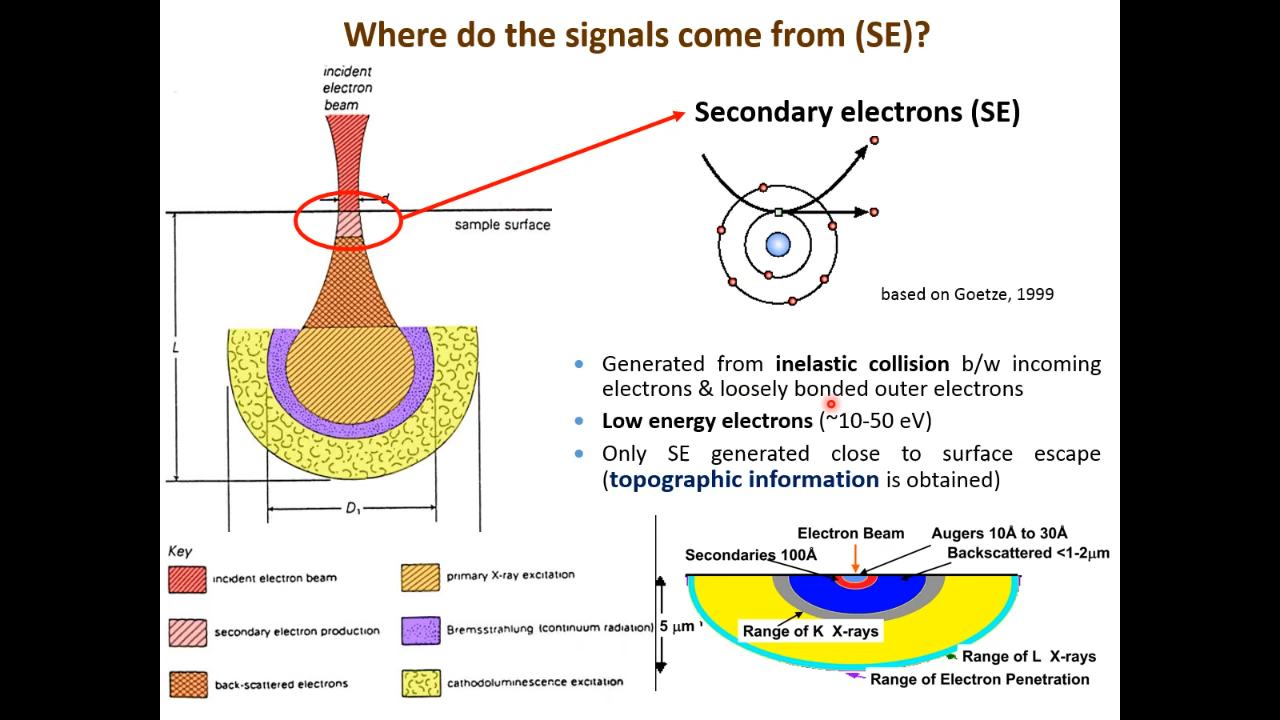 Where do the signals come from (SE)?
incident
electron
beam
d
sample surface
L
D₁
Key
incident electron beam
secondary electron production
back-scattered electrons
primary X-ray excitation
Bremsstrahlung (continuum radiation)
cathodoluminescence excitation
Secondary electrons (SE)
based on Goetze, 1999
• Generated from inelastic collision b/w incoming
electrons & loosely bonded outer electrons
• Low energy electrons (~10-50 eV)
• Only SE generated close to surface escape
(topographic information is obtained)
Electron Beam
Augers 10Å to 30Å
Secondaries 100Å
Backscattered <1-2μm
5 μm
Range of K X-rays
Range of L X-rays
Range of Electron Penetration